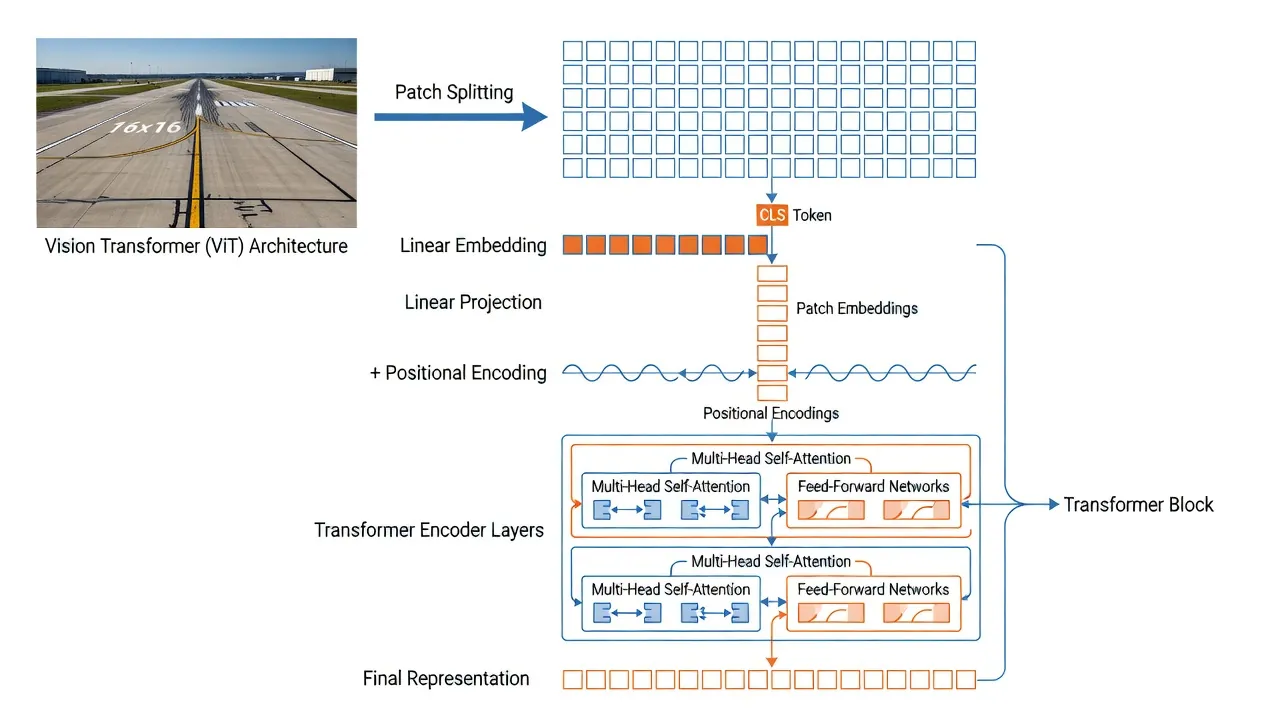 16x16
Vision Transformer (ViT) Architecture
Patch Splitting
CLS Token
Linear Embedding
Linear Projection
Patch Embeddings
+ Positional Encoding
Positional Encodings
Multi-Head Self-Attention
Multi-Head Self-Attention
Feed-Forward Networks
Transformer Encoder Layers
Transformer Block
Multi-Head Self-Attention
Multi-Head Self-Attention
Feed-Forward Networks
Final Representation